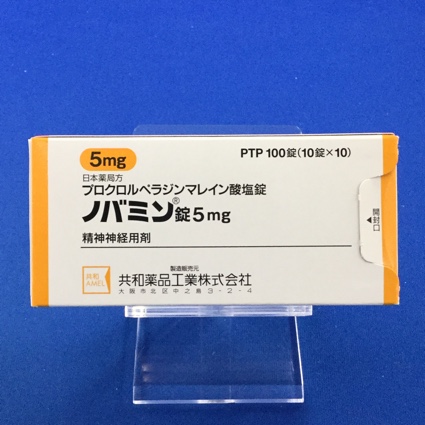 5mg
PTP 100錠(10錠×10)
日本薬局方
プロクロルペラジンマレイン酸塩錠
ノバミン®錠5mg
精神神経用剤
開封口
共和
AMEL
製造販売元
共和薬品工業株式会社
大阪市北区中之島3-2-4